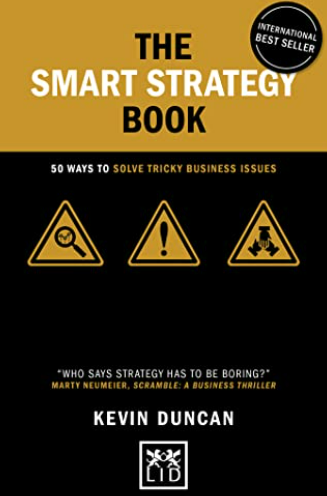 INTERNATIONAL
BEST SELLER
THE
SMART STRATEGY
BOOK
50 WAYS TO SOLVE TRICKY BUSINESS ISSUES
!
"WHO SAYS STRATEGY HAS TO BE BORING?"
MARTY NEUMEIER, SCRAMBLE: A BUSINESS THRILLER
KEVIN DUNCAN
LID